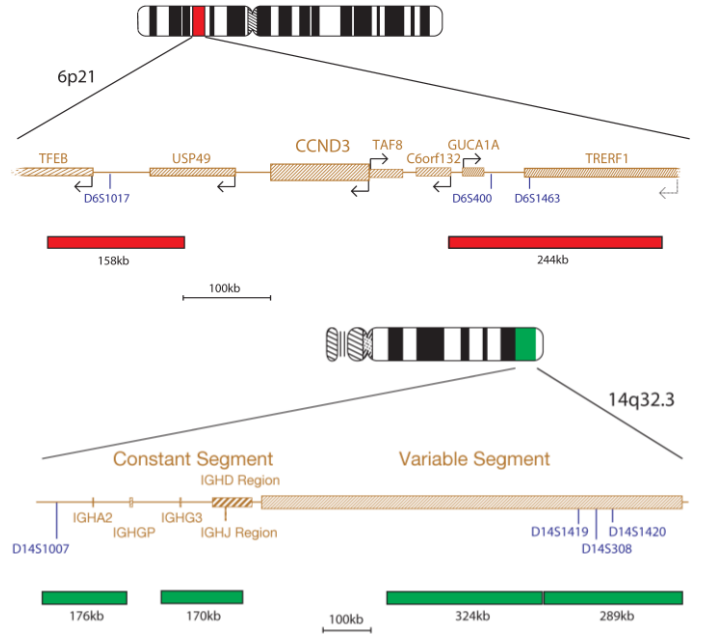 6p21
CCND3
TFEB
USP49
TAF8
GUCA1A
C6orf132
TRERF1
D6S1017
D6S400
D6S1463
158kb
244kb
100kb
14q32.3
Constant Segment
Variable Segment
IGHD Region
IGHA2
IGHG3
IGHGP
IGHJ Region
D14S1007
D14S1419
D14S1420
D14S308
176kb
170kb
324kb
289kb
100kb